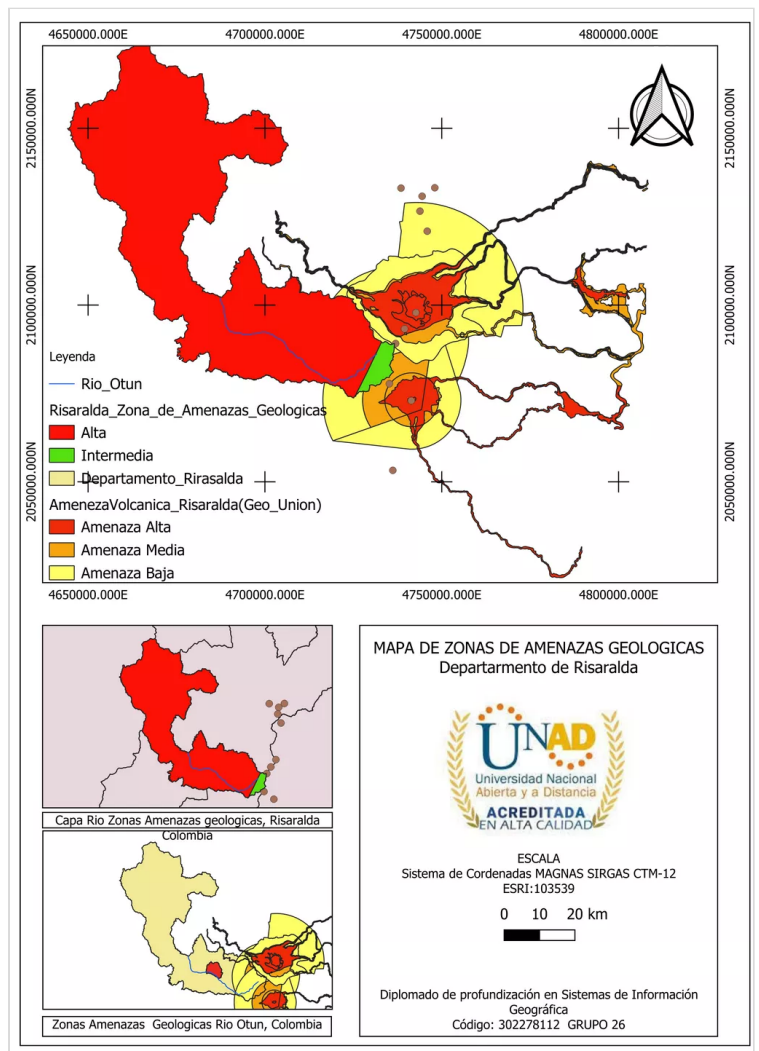 4650000.000E 4700000.000E 4750000.000E 4800000.000E
2150000.000N
2100000.000N
2050000.000N
2150000.000N
2100000.000N
2050000.000N
Leyenda
Rio_Otun
Risaralda_Zona_de_Amenazas_Geologicas
Alta
Intermedia
Departamento_Rirasalda
AmenezaVolcanica_Risaralda(Geo_Union)
Amenaza Alta
Amenaza Media
Amenaza Baja
4650000.000E 4700000.000E 4750000.000E 4800000.000E
Capa Rio Zonas Amenazas geologicas, Risaralda
Colombia
Zonas Amenazas Geologicas Rio Otun, Colombia
MAPA DE ZONAS DE AMENAZAS GEOLOGICAS
Departarmento de Risaralda
UNAD
Universidad Nacional
Abierta y a Distancia
ACREDITADA
EN ALTA CALIDAD
ESCALA
Sistema de Cordenadas MAGNAS SIRGAS CTM-12
ESRI:103539
0 10 20 km
Diplomado de profundización en Sistemas de Información
Geográfica
Código: 302278112 GRUPO 26